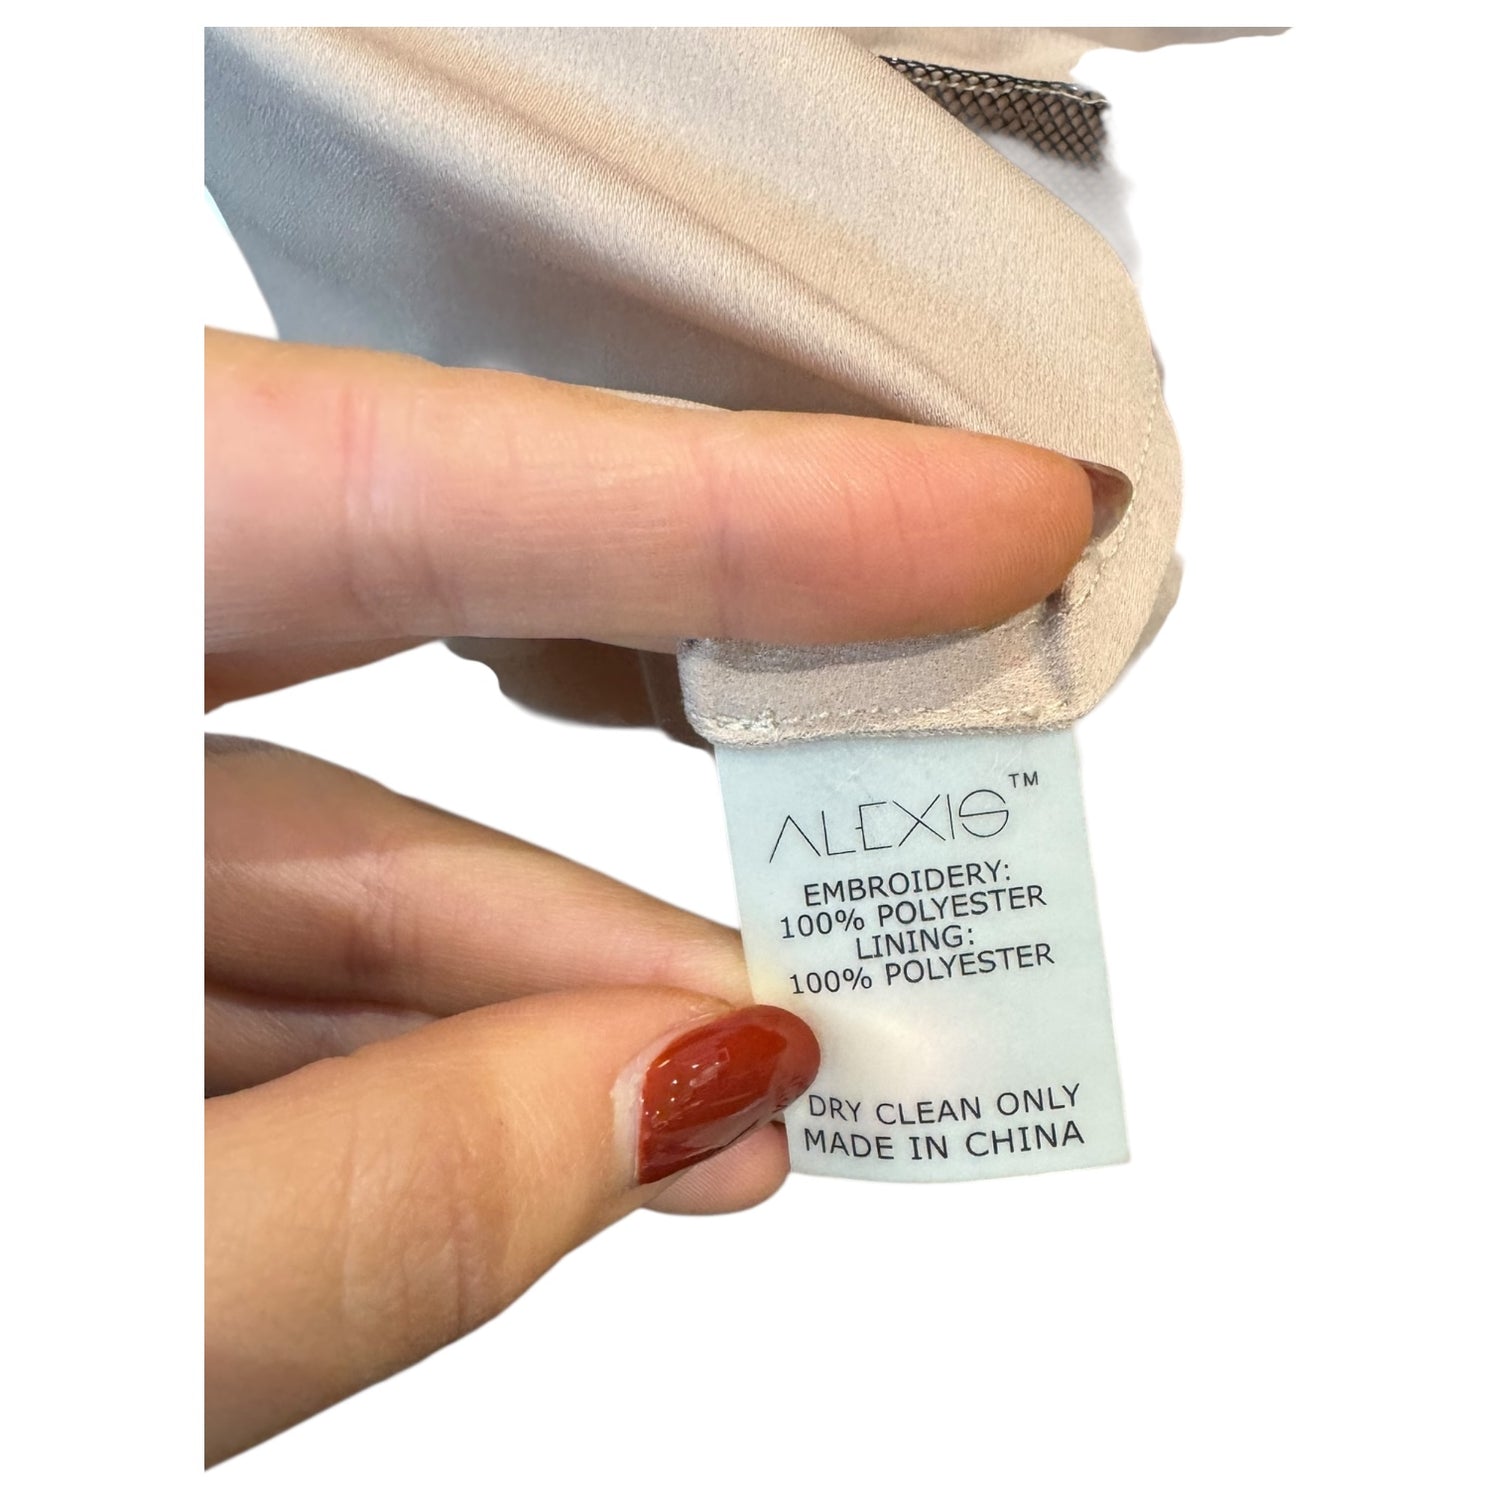 ALEXIS™
EMBROIDERY:
100% POLYESTER
LINING:
100% POLYESTER
DRY CLEAN ONLY
MADE IN CHINA